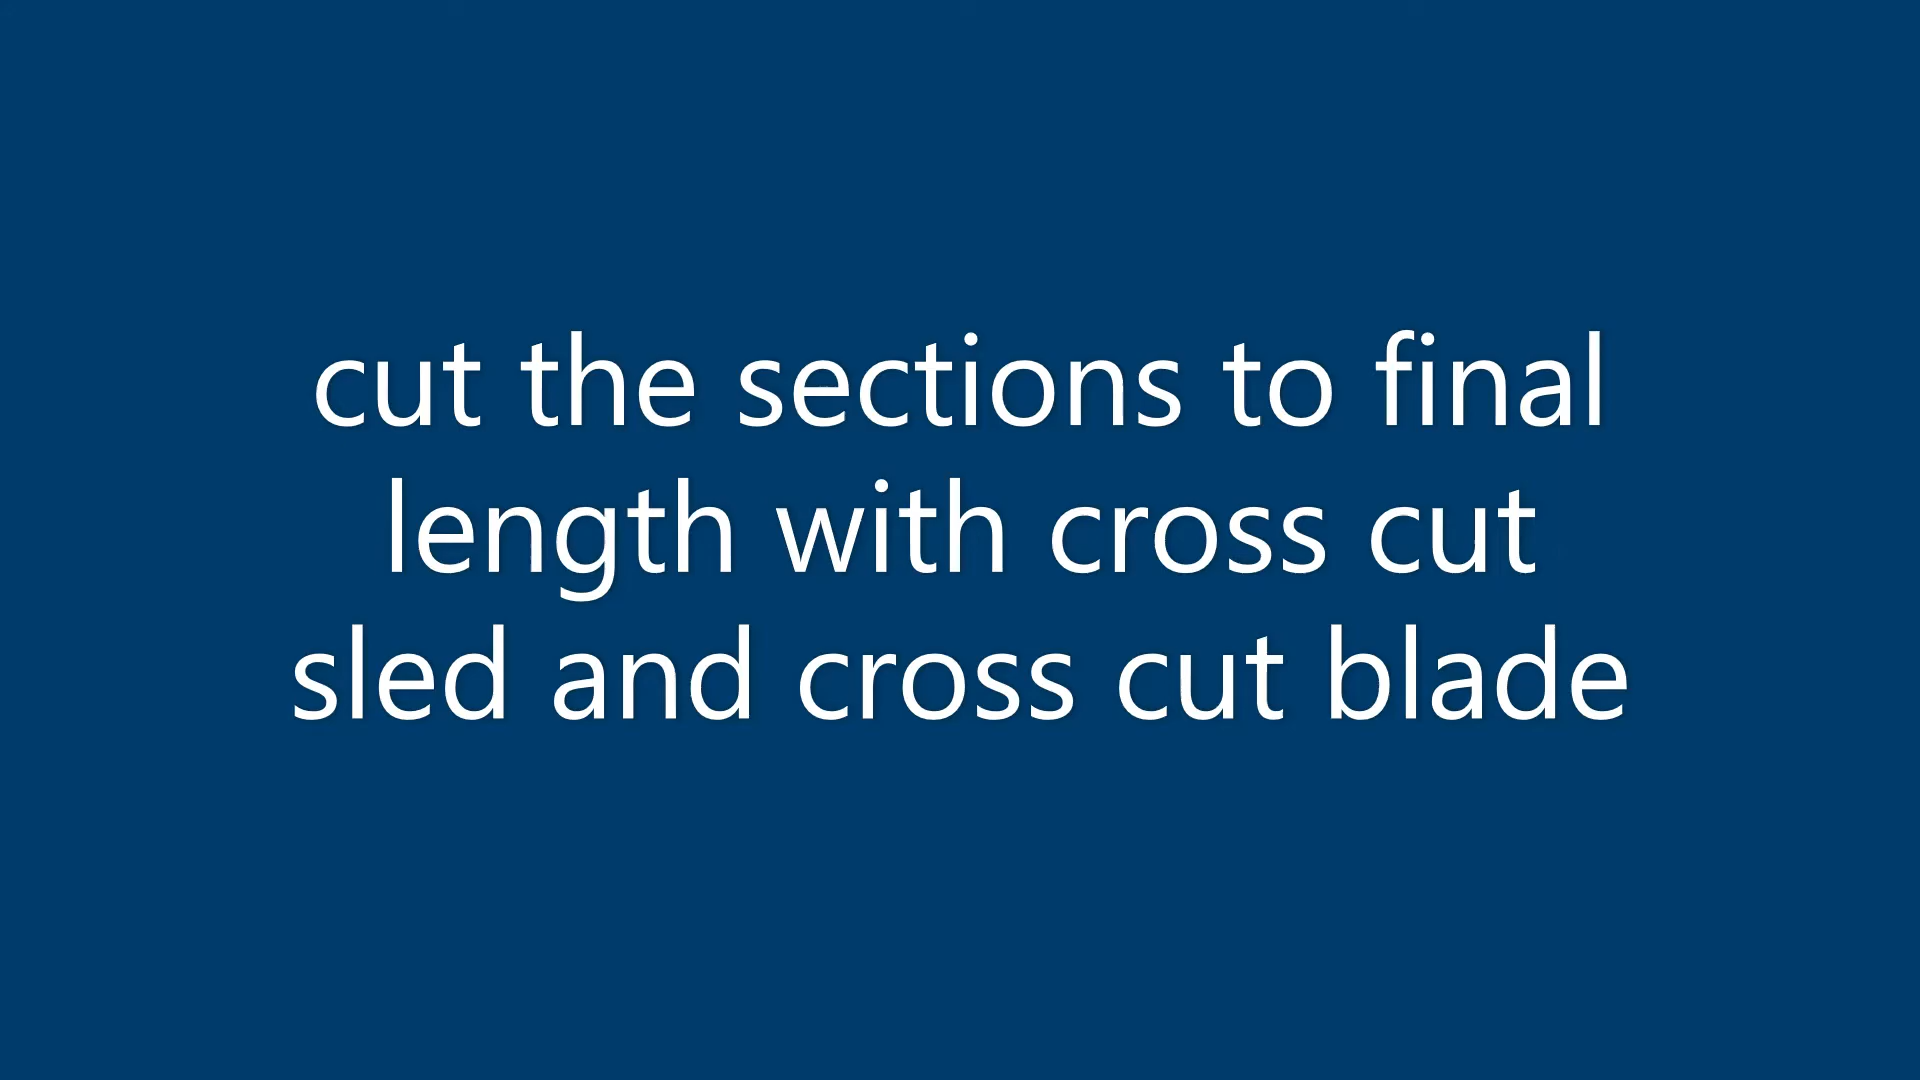 cut the sections to final
length with cross cut
sled and cross cut blade